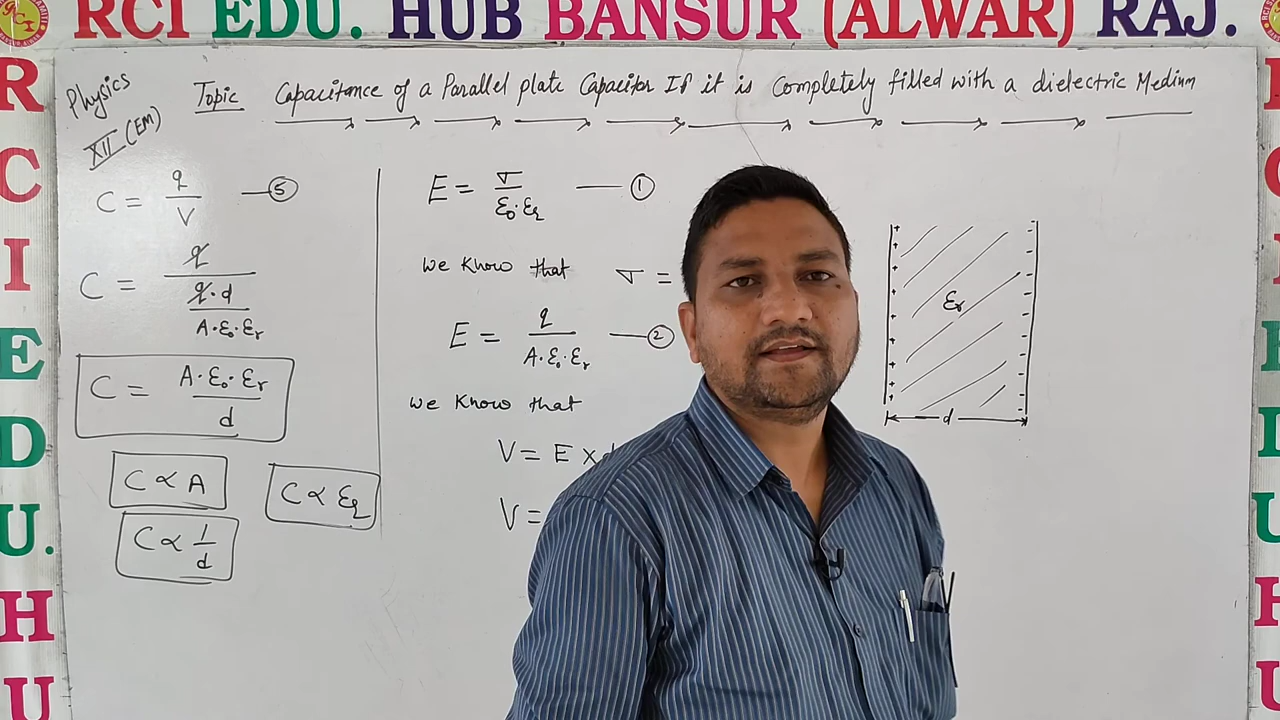 RCI EDU. HUB BANSUR (ALWAR) RAJ.
Physics
XII (EM)
Topic Capacitance of a Parallel plate Capacitor If it is Completely filled with a dielectric Medium
C = q / V — ⑤
C = q / (q·d / A·ε₀·εr)
C = A·ε₀·εr / d
C ∝ A
C ∝ εr
C ∝ 1/d
E = σ / ε₀·εr — ①
We Know that σ =
E = q / A·ε₀·εr — ②
We Know that
V = E ×
V =
εr
d
R
C
I
E
D
U.
H
U